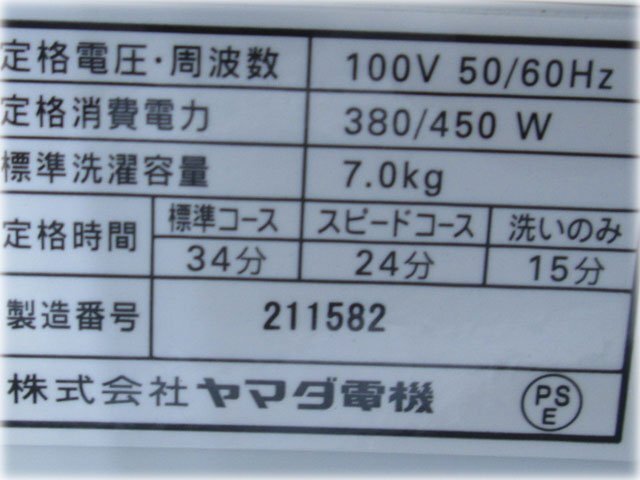 定格電圧・周波数 100V 50/60Hz
定格消費電力 380/450 W
標準洗濯容量 7.0kg
定格時間 標準コース スピードコース 洗いのみ
34分 24分 15分
製造番号 211582
株式会社 ヤマダ電機 PSE